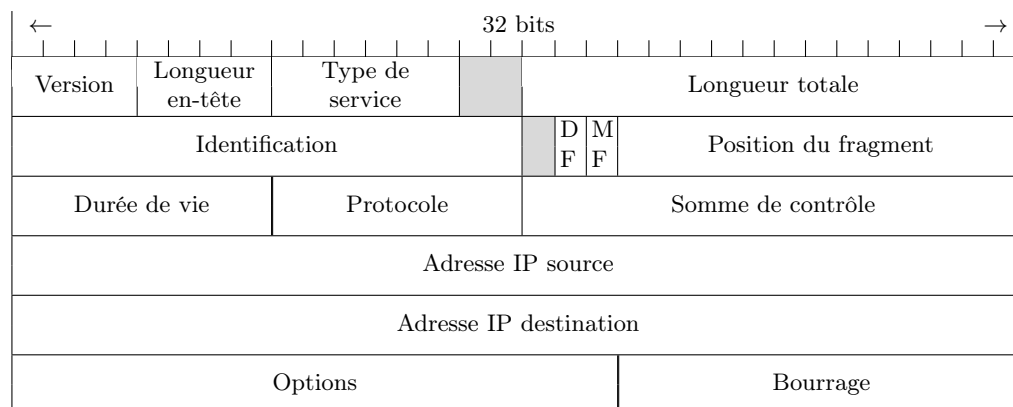 ← 32 bits →
Version
Longueur
en-tête
Type de
service
Longueur totale
Identification
D
F
M
F
Position du fragment
Durée de vie
Protocole
Somme de contrôle
Adresse IP source
Adresse IP destination
Options
Bourrage